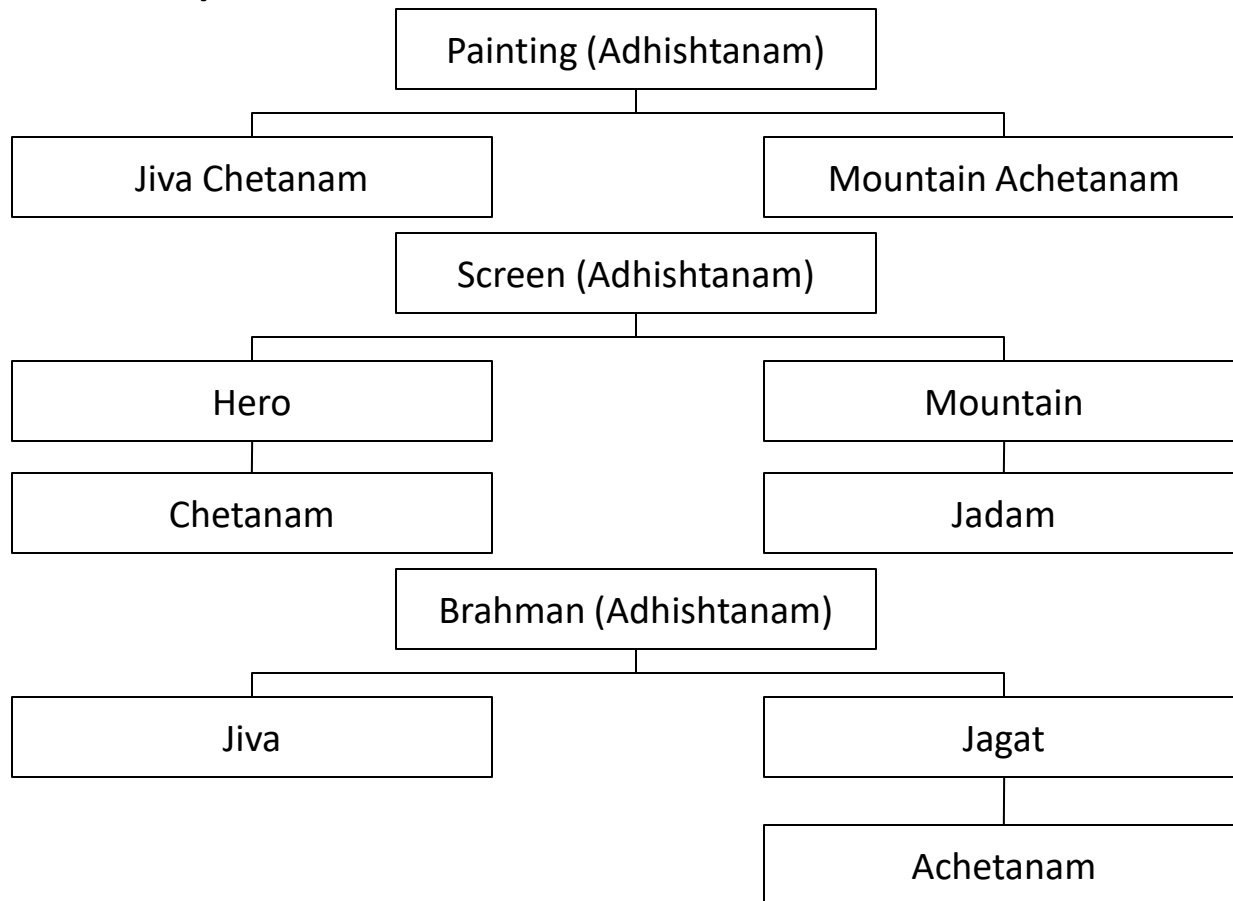 Painting (Adhishtanam)
Jiva Chetanam
Mountain Achetanam
Screen (Adhishtanam)
Hero
Mountain
Chetanam
Jadam
Brahman (Adhishtanam)
Jiva
Jagat
Achetanam